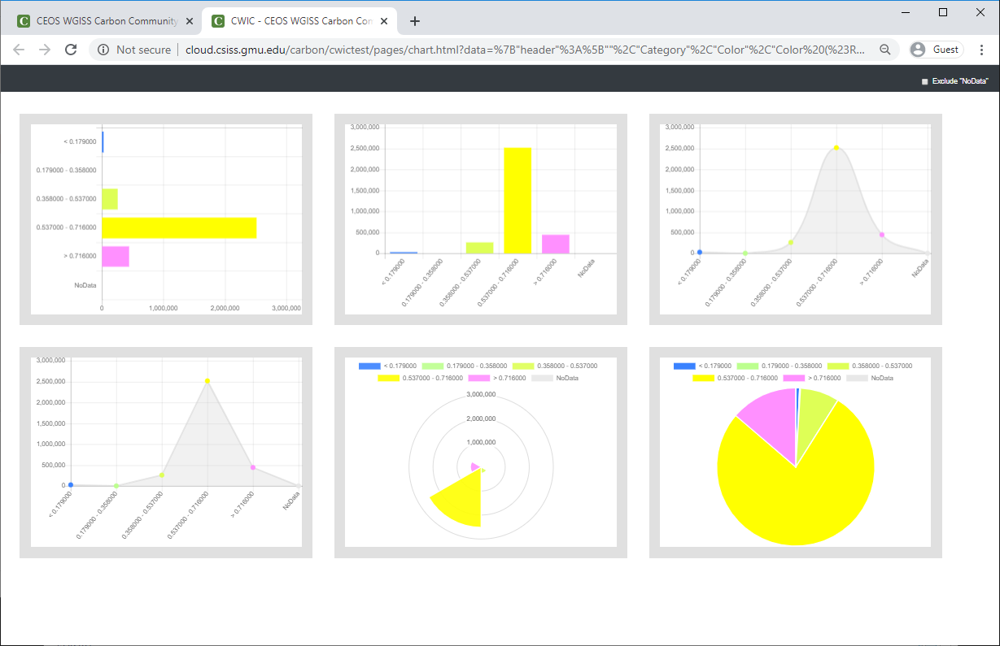 CEOS WGISS Carbon Community
CWIC - CEOS WGISS Carbon Com
Not secure
cloud.csiss.gmu.edu/carbon/cwictest/pages/chart.html?data=%7B"header"%3A%5B""%2C"Category"%2C"Color"%2C"Color%20(%23R...
Guest
Exclude "NoData"
< 0.179000
0.179000 - 0.358000
0.358000 - 0.537000
0.537000 - 0.716000
> 0.716000
NoData
0 1,000,000 2,000,000 3,000,000
3,000,000
2,500,000
2,000,000
1,500,000
1,000,000
500,000
0
< 0.179000
0.179000 - 0.358000
0.358000 - 0.537000
0.537000 - 0.716000
> 0.716000
NoData
3,000,000
2,500,000
2,000,000
1,500,000
1,000,000
500,000
0
< 0.179000
0.179000 - 0.358000
0.358000 - 0.537000
0.537000 - 0.716000
> 0.716000
NoData
3,000,000
2,500,000
2,000,000
1,500,000
1,000,000
500,000
0
< 0.179000
0.179000 - 0.358000
0.358000 - 0.537000
0.537000 - 0.716000
> 0.716000
NoData
< 0.179000 0.179000 - 0.358000 0.358000 - 0.537000
0.537000 - 0.716000 > 0.716000 NoData
3,000,000
2,000,000
1,000,000
< 0.179000 0.179000 - 0.358000 0.358000 - 0.537000
0.537000 - 0.716000 > 0.716000 NoData